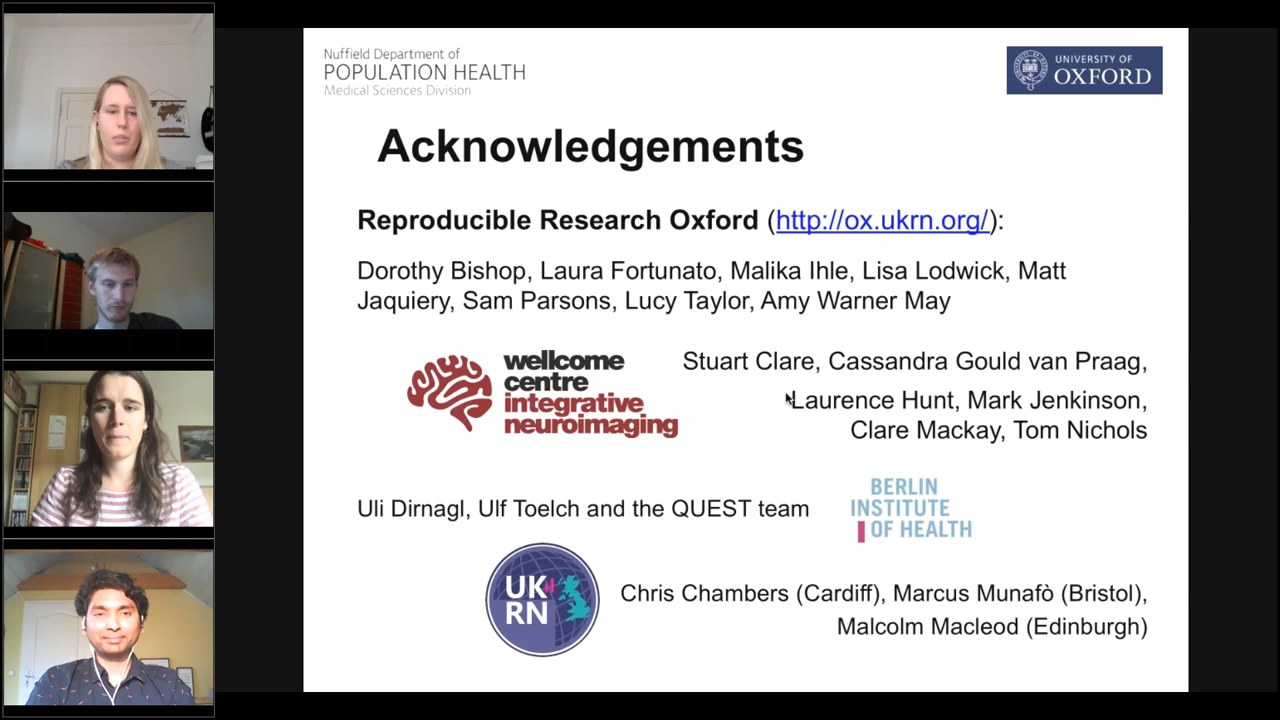 Nuffield Department of
POPULATION HEALTH
Medical Sciences Division
UNIVERSITY OF
OXFORD
Acknowledgements
Reproducible Research Oxford (http://ox.ukrn.org/):
Dorothy Bishop, Laura Fortunato, Malika Ihle, Lisa Lodwick, Matt
Jaquiery, Sam Parsons, Lucy Taylor, Amy Warner May
wellcome
centre
integrative
neuroimaging
Stuart Clare, Cassandra Gould van Praag,
Laurence Hunt, Mark Jenkinson,
Clare Mackay, Tom Nichols
Uli Dirnagl, Ulf Toelch and the QUEST team
BERLIN
INSTITUTE
OF HEALTH
UK
RN
Chris Chambers (Cardiff), Marcus Munafò (Bristol),
Malcolm Macleod (Edinburgh)